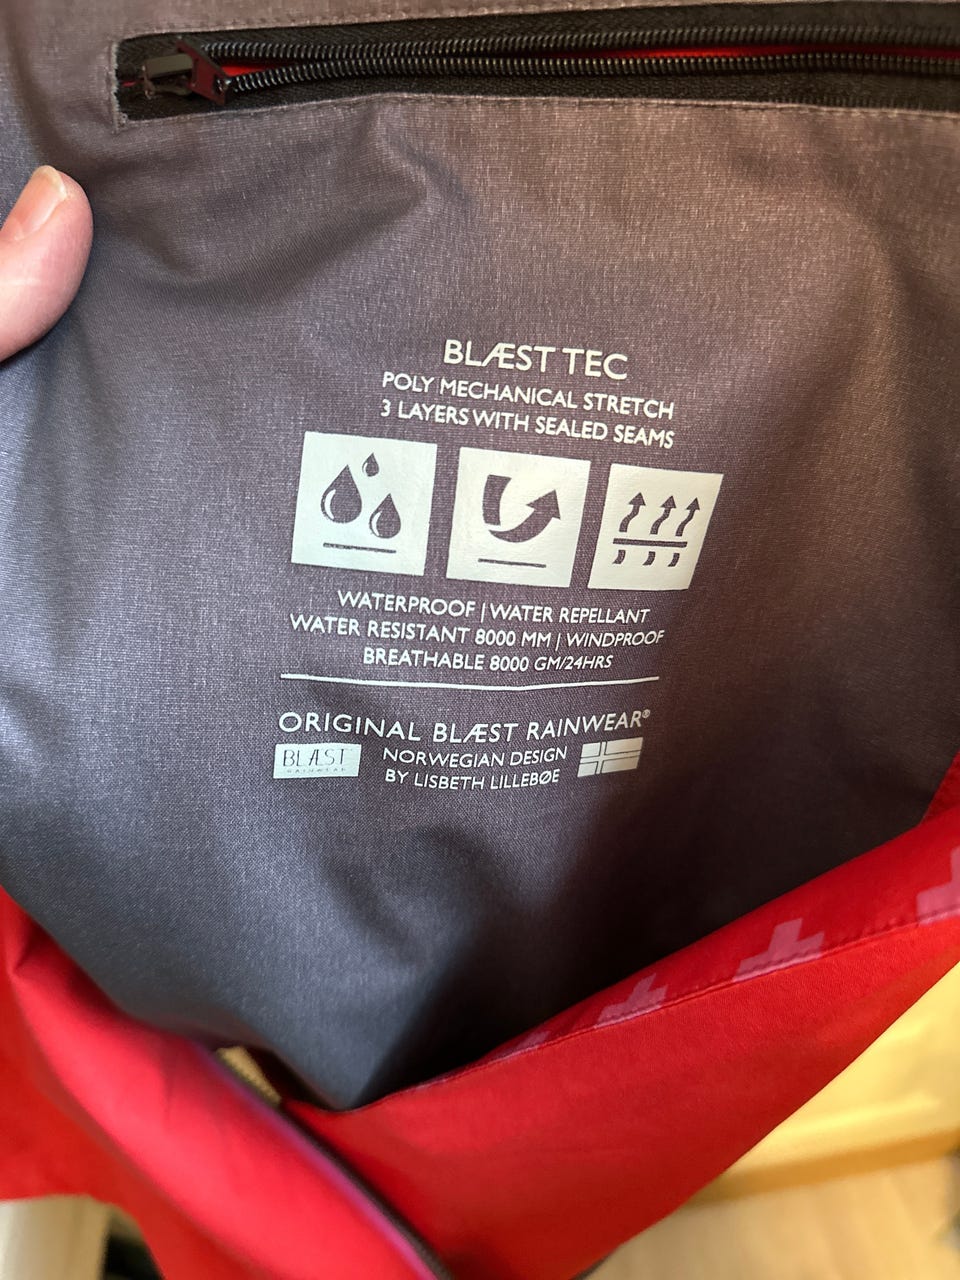 BLÆST TEC
POLY MECHANICAL STRETCH
3 LAYERS WITH SEALED SEAMS
WATERPROOF | WATER REPELLANT
WATER RESISTANT 8000 MM | WINDPROOF
BREATHABLE 8000 GM/24HRS
ORIGINAL BLÆST RAINWEAR®
BLÆST
RAINWEAR
NORWEGIAN DESIGN
BY LISBETH LILLEBØE